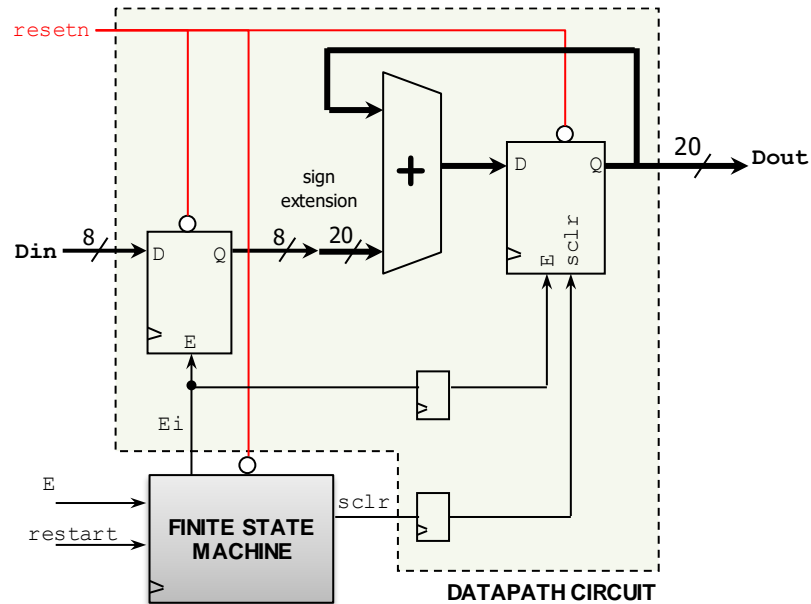 resetn
20
Dout
D
Q
+
sign
extension
Din
8
D
Q
8
20
E
sclr
E
Ei
E
restart
sclr
FINITE STATE
MACHINE
DATAPATH CIRCUIT